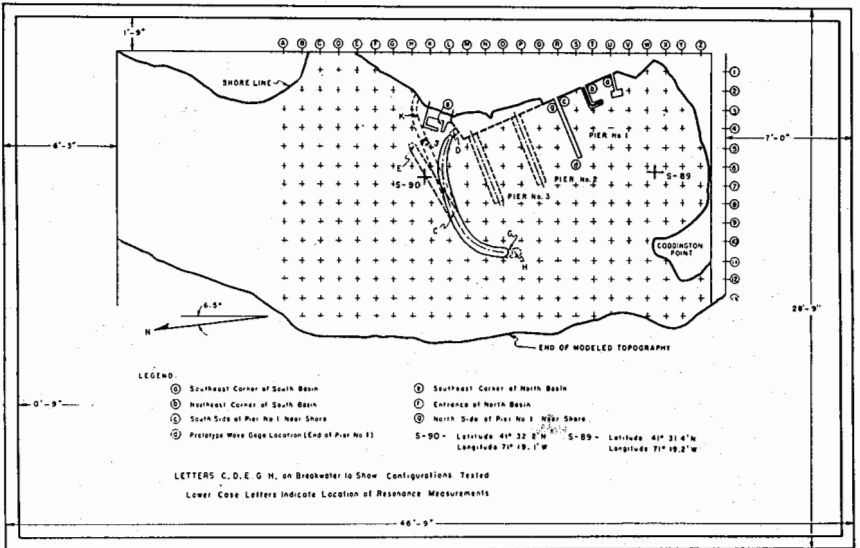 1'-9"
A B C D E F G H K L M N O P Q R S T U V W X Y Z
SHORE LINE
1
2
3
4
5
6
7
8
9
10
11
12
6'-3"
7'-0"
K
E
D
C
G
H
S-90
S-89
PIER No 1
PIER No. 2
PIER No. 3
CODDINGTON
POINT
28'-9"
6.5°
N
END OF MODELED TOPOGRAPHY
LEGEND:
a Southeast Corner of South Basin
b Northeast Corner of South Basin
c South Side of Pier No 1 Near Shore
d Prototype Wave Gage Location (End of Pier No 1)
e Southeast Corner of North Basin
f Entrance of North Basin
g North Side of Pier No 1 Near Shore
0'-9"
S-90 - Latitude 41° 32 2' N S-89 - Latitude 41° 31 4' N
Longitude 71° 19.1' W Longitude 71° 19.2' W
LETTERS C, D, E, G H, on Breakwater to Show Configurations Tested
Lower Case Letters Indicate Location of Resonance Measurements
46'-9"